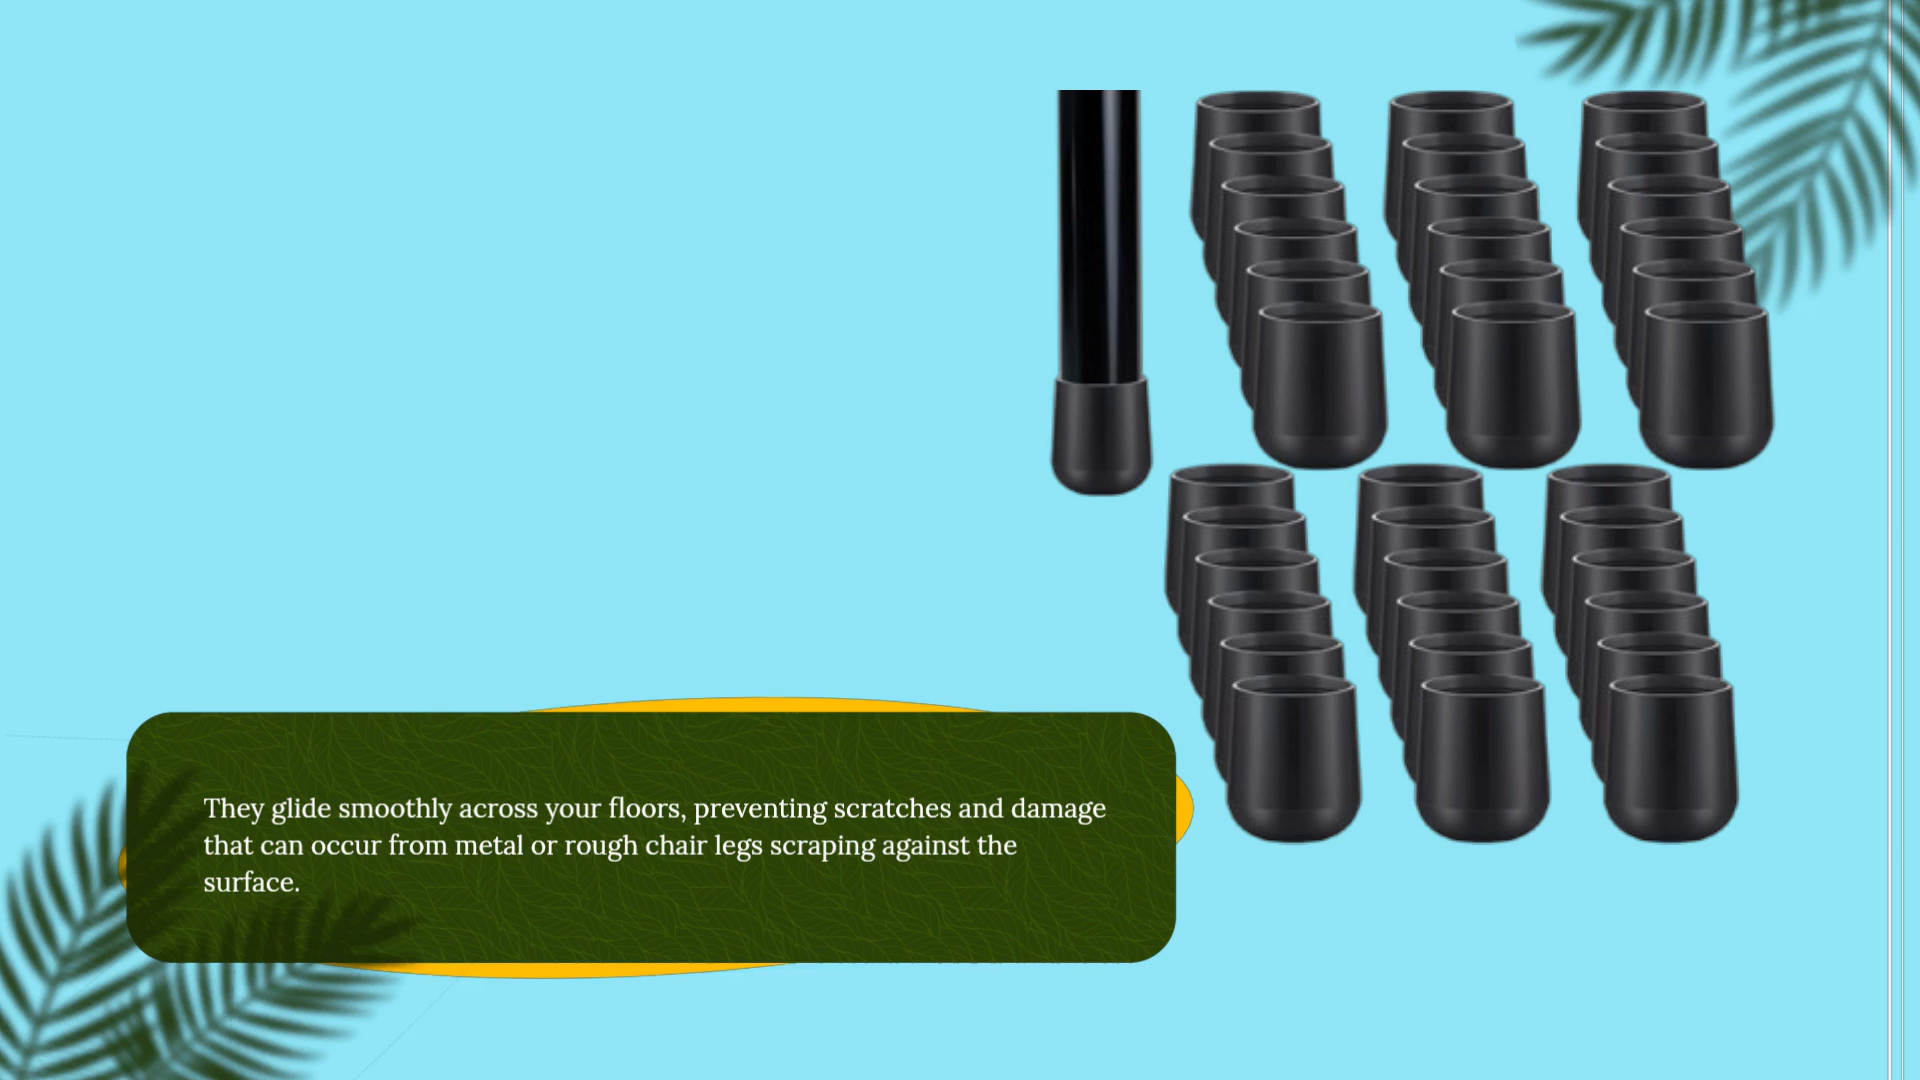 They glide smoothly across your floors, preventing scratches and damage
that can occur from metal or rough chair legs scraping against the
surface.